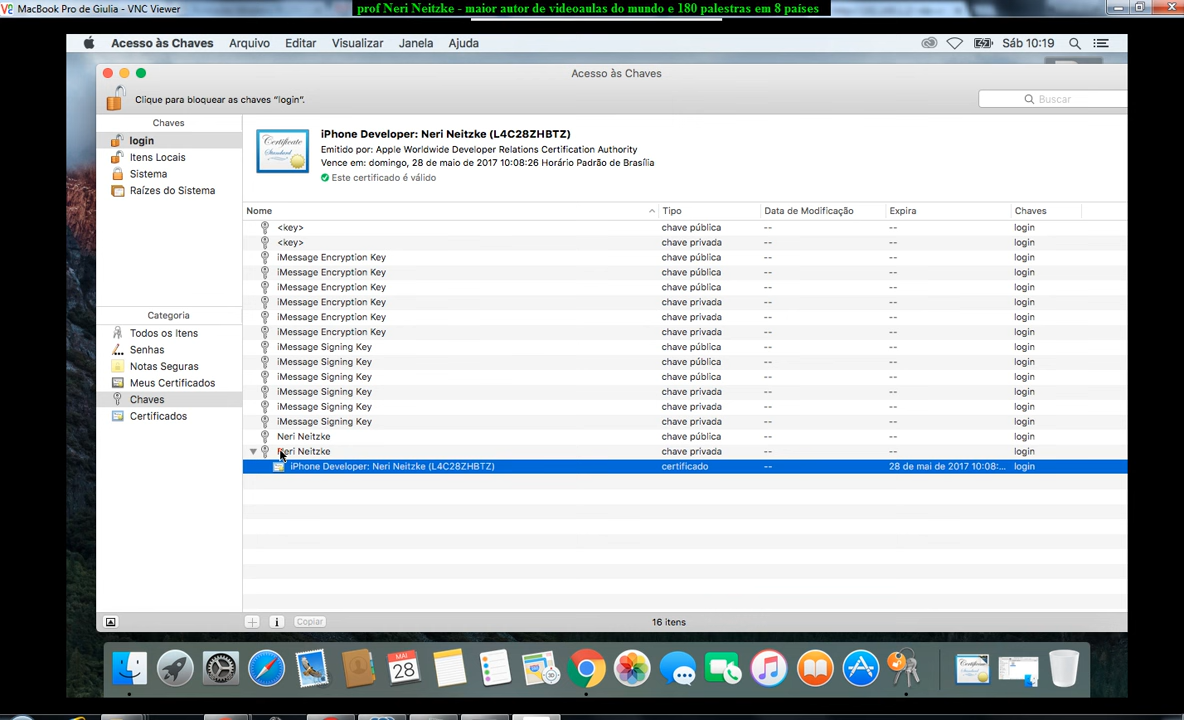 MacBook Pro de Giulia - VNC Viewer
prof Neri Neitzke - maior autor de videoaulas do mundo e 180 palestras em 8 países
Acesso às Chaves Arquivo Editar Visualizar Janela Ajuda Sáb 10:19
Acesso às Chaves
Clique para bloquear as chaves “login”. Buscar
Chaves
login
Itens Locais
Sistema
Raízes do Sistema
Categoria
Todos os Itens
Senhas
Notas Seguras
Meus Certificados
Chaves
Certificados
Certificate
Standard
iPhone Developer: Neri Neitzke (L4C28ZHBTZ)
Emitido por: Apple Worldwide Developer Relations Certification Authority
Vence em: domingo, 28 de maio de 2017 10:08:26 Horário Padrão de Brasília
Este certificado é válido
Nome Tipo Data de Modificação Expira Chaves
<key> chave pública -- -- login
<key> chave privada -- -- login
iMessage Encryption Key chave pública -- -- login
iMessage Encryption Key chave pública -- -- login
iMessage Encryption Key chave pública -- -- login
iMessage Encryption Key chave privada -- -- login
iMessage Encryption Key chave privada -- -- login
iMessage Encryption Key chave privada -- -- login
iMessage Signing Key chave pública -- -- login
iMessage Signing Key chave pública -- -- login
iMessage Signing Key chave pública -- -- login
iMessage Signing Key chave privada -- -- login
iMessage Signing Key chave privada -- -- login
iMessage Signing Key chave privada -- -- login
Neri Neitzke chave pública -- -- login
Neri Neitzke chave privada -- -- login
iPhone Developer: Neri Neitzke (L4C28ZHBTZ) certificado -- 28 de mai de 2017 10:08:... login
Copiar
16 itens
MAI
28